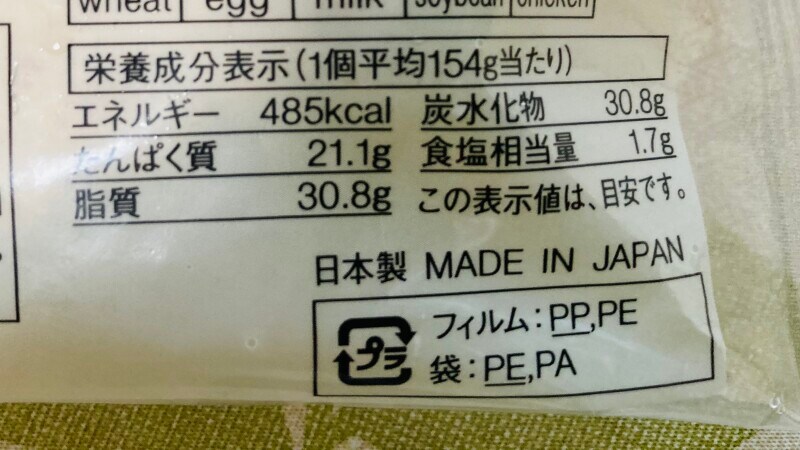 wheat egg milk soybean chicken
栄養成分表示(1個平均154g当たり)
エネルギー 485kcal 炭水化物 30.8g
たんぱく質 21.1g 食塩相当量 1.7g
脂質 30.8g この表示値は、目安です。
日本製 MADE IN JAPAN
プラ フィルム:PP,PE
袋:PE,PA